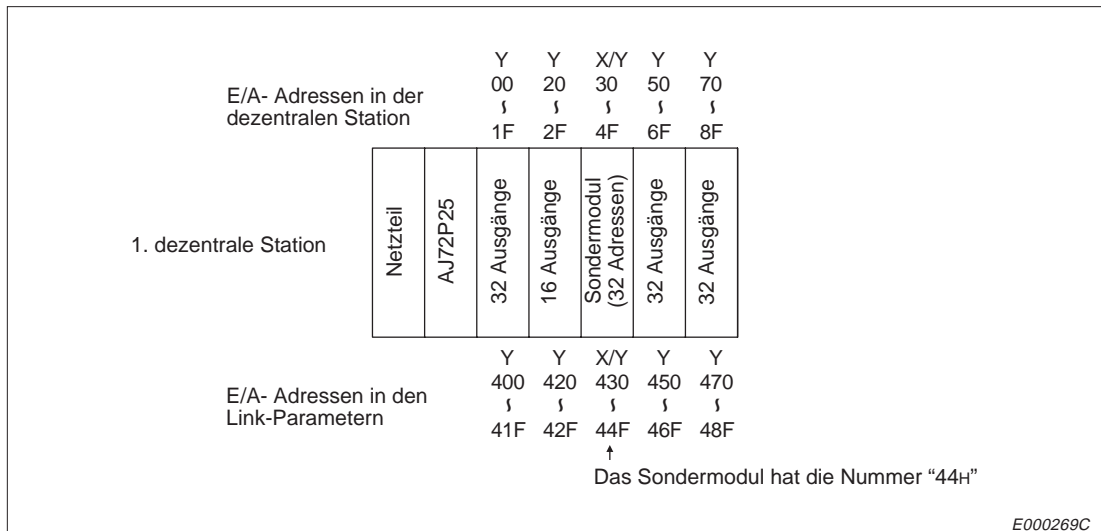 Y Y X/Y Y Y
00 20 30 50 70
1F 2F 4F 6F 8F
E/A- Adressen in der
dezentralen Station
1. dezentrale Station
Netzteil
AJ72P25
32 Ausgänge
16 Ausgänge
Sondermodul
(32 Adressen)
32 Ausgänge
32 Ausgänge
Y Y X/Y Y Y
400 420 430 450 470
41F 42F 44F 46F 48F
E/A- Adressen in den
Link-Parametern
Das Sondermodul hat die Nummer “44H”
E000269C